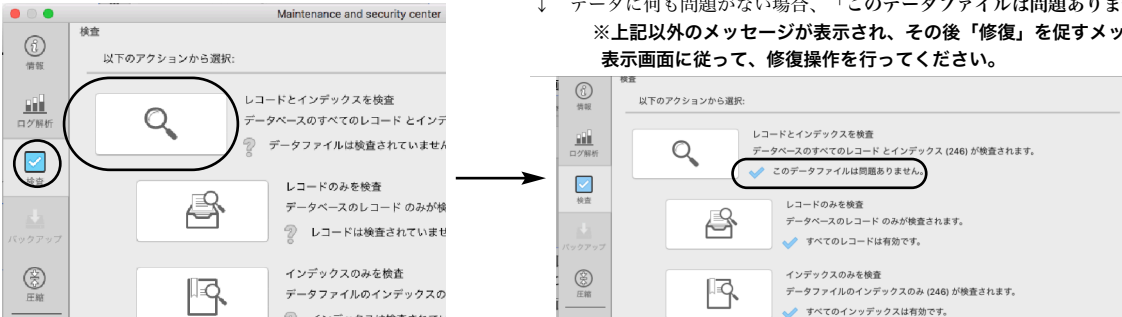 Maintenance and security center
検査
以下のアクションから選択:
情報
ログ解析
検査
バックアップ
圧縮
レコードとインデックスを検査
データベースのすべてのレコード とインデ
データファイルは検査されていません
レコードのみを検査
データベースのレコード のみが検
レコードは検査されていませ
インデックスのみを検査
データファイルのインデックスの
↓ データに何も問題がない場合、「このデータファイルは問題ありま
※上記以外のメッセージが表示され、その後「修復」を促すメッ
表示画面に従って、修復操作を行ってください。
検査
以下のアクションから選択:
情報
ログ解析
検査
バックアップ
圧縮
レコードとインデックスを検査
データベースのすべてのレコード とインデックス (246) が検査されます。
このデータファイルは問題ありません。
レコードのみを検査
データベースのレコード のみが検査されます。
すべてのレコードは有効です。
インデックスのみを検査
データファイルのインデックスのみ (246) が検査されます。
すべてのインッデックスは有効です。